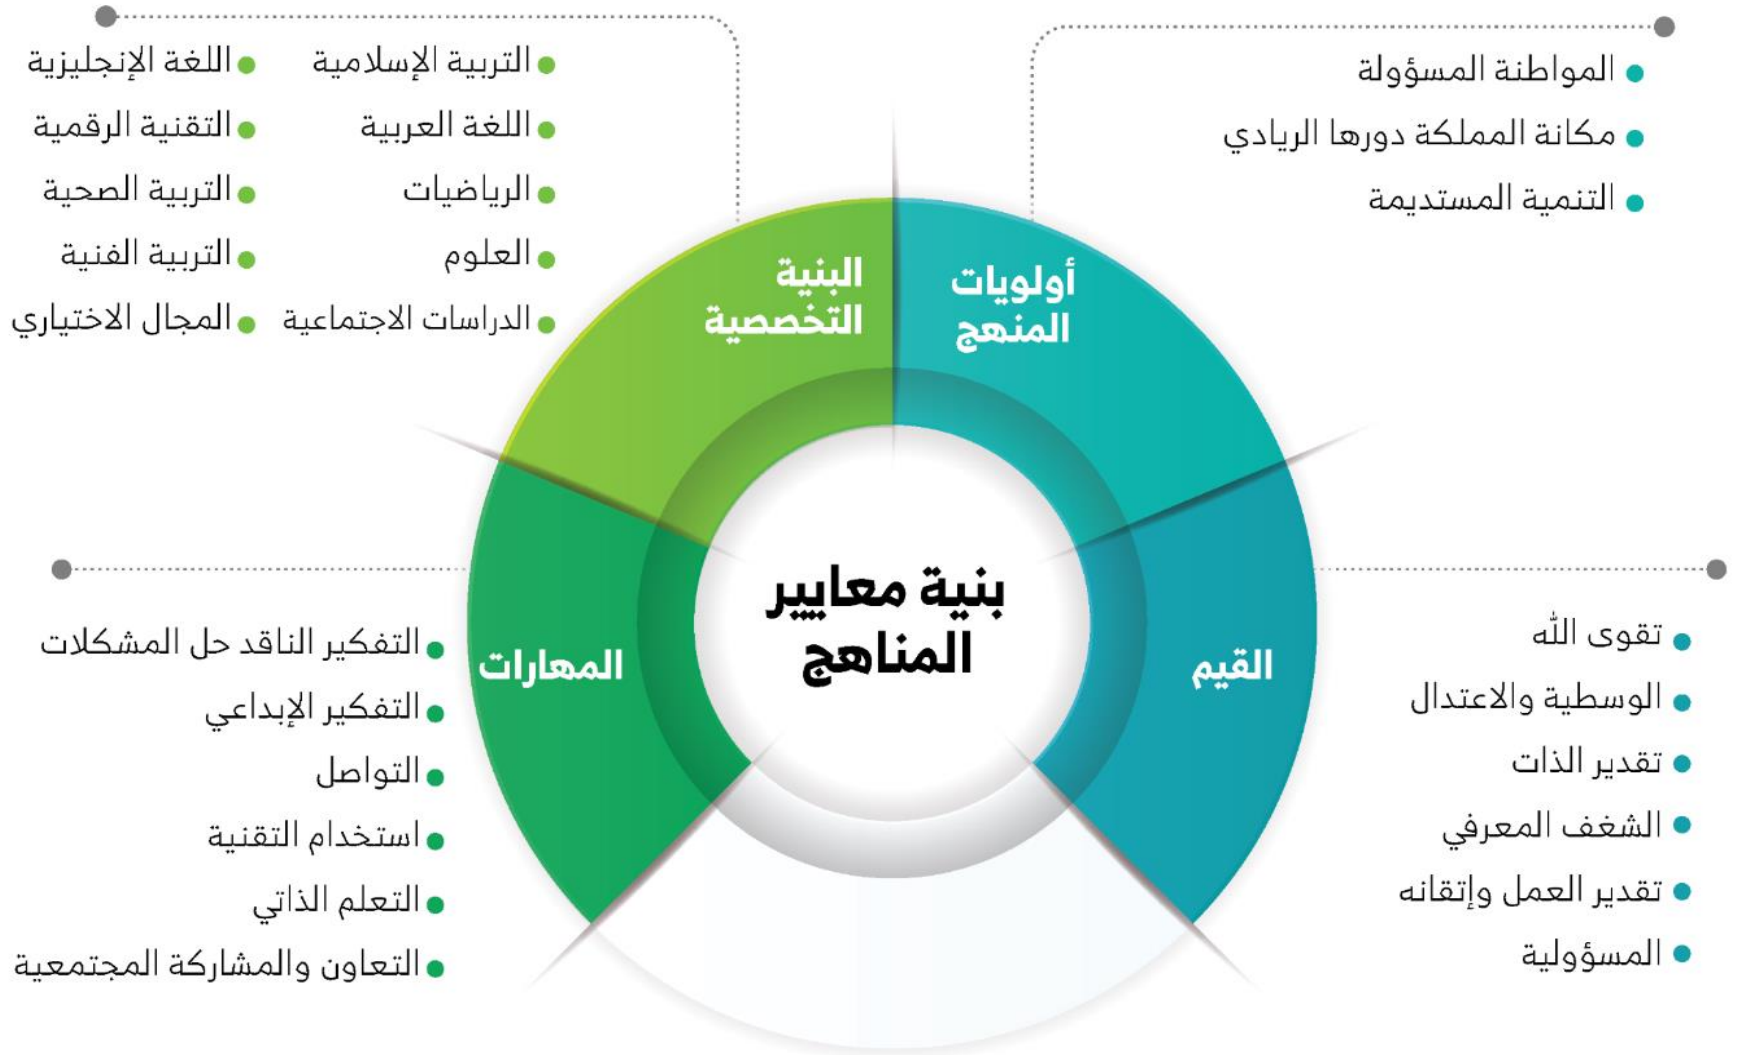 بنية معايير
المناهج
أولويات
المنهج
المواطنة المسؤولة
مكانة المملكة دورها الريادي
التنمية المستديمة
القيم
تقوى الله
الوسطية والاعتدال
تقدير الذات
الشغف المعرفي
تقدير العمل وإتقانه
المسؤولية
البنية
التخصصية
التربية الإسلامية
اللغة العربية
الرياضيات
العلوم
الدراسات الاجتماعية
اللغة الإنجليزية
التقنية الرقمية
التربية الصحية
التربية الفنية
المجال الاختياري
المهارات
التفكير الناقد حل المشكلات
التفكير الإبداعي
التواصل
استخدام التقنية
التعلم الذاتي
التعاون والمشاركة المجتمعية